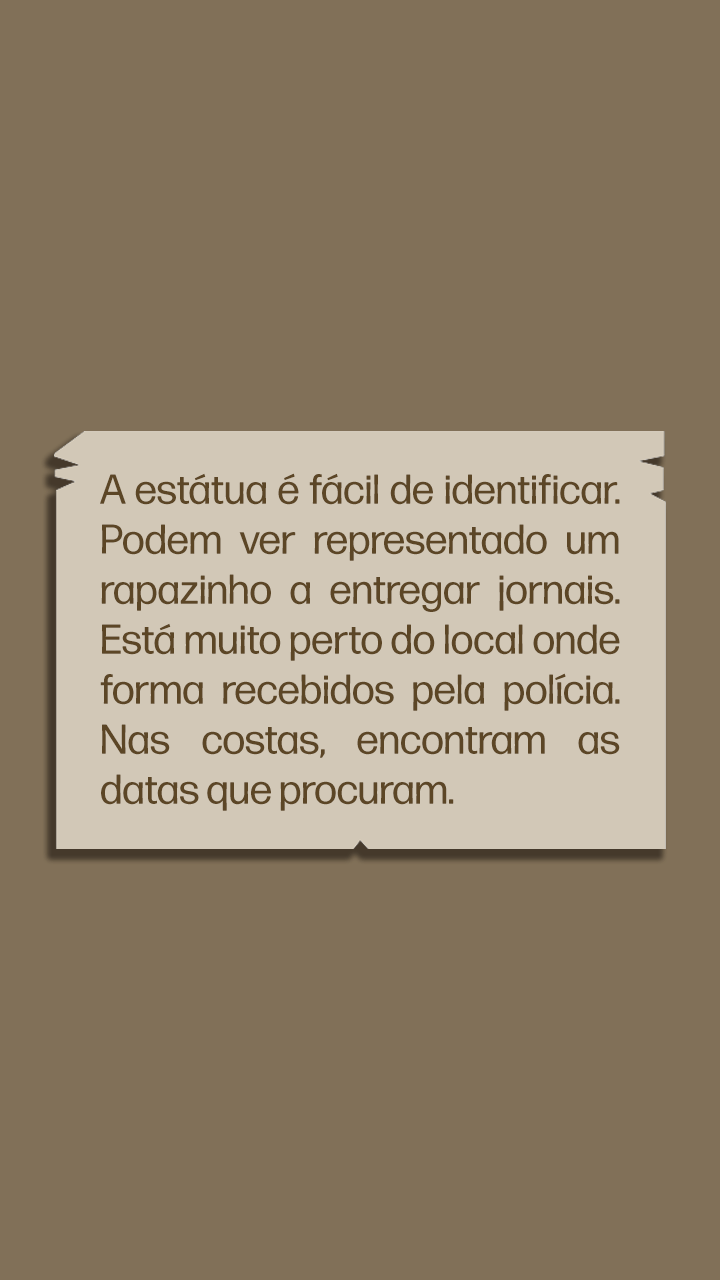 A estátua é fácil de identificar.
Podem ver representado um
rapazinho a entregar jornais.
Está muito perto do local onde
forma recebidos pela polícia.
Nas costas, encontram as
datas que procuram.